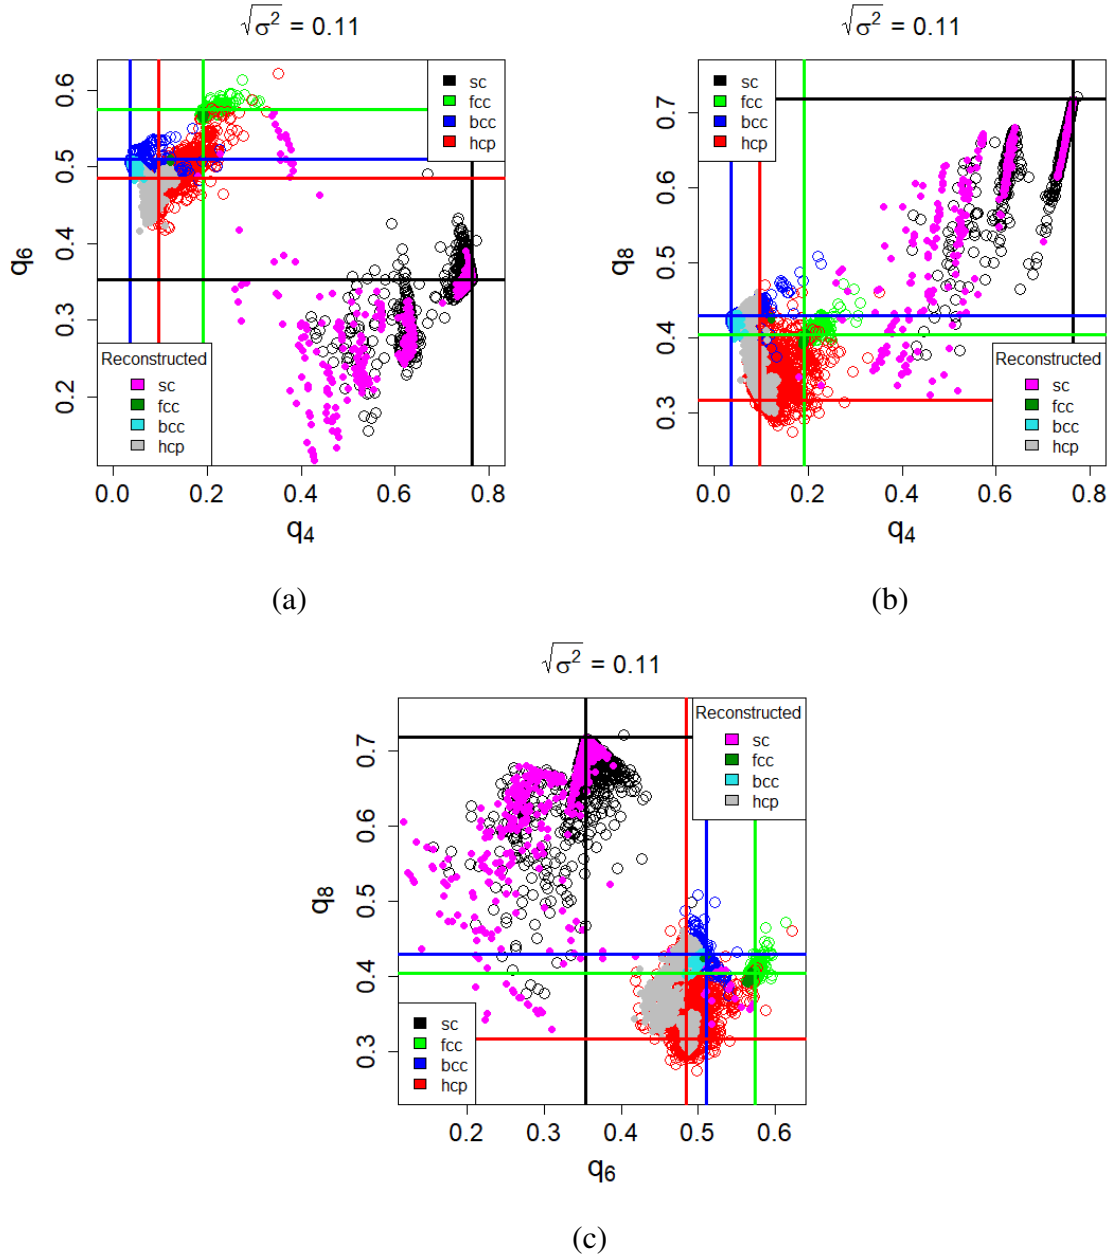 √σ² = 0.11
q₆
0.6
0.5
0.4
0.3
0.2
sc
fcc
bcc
hcp
Reconstructed
sc
fcc
bcc
hcp
0.0 0.2 0.4 0.6 0.8
q₄
(a)
√σ² = 0.11
q₈
0.7
0.6
0.5
0.4
0.3
sc
fcc
bcc
hcp
Reconstructed
sc
fcc
bcc
hcp
0.0 0.2 0.4 0.6 0.8
q₄
(b)
√σ² = 0.11
q₈
0.7
0.6
0.5
0.4
0.3
Reconstructed
sc
fcc
bcc
hcp
sc
fcc
bcc
hcp
0.2 0.3 0.4 0.5 0.6
q₆
(c)